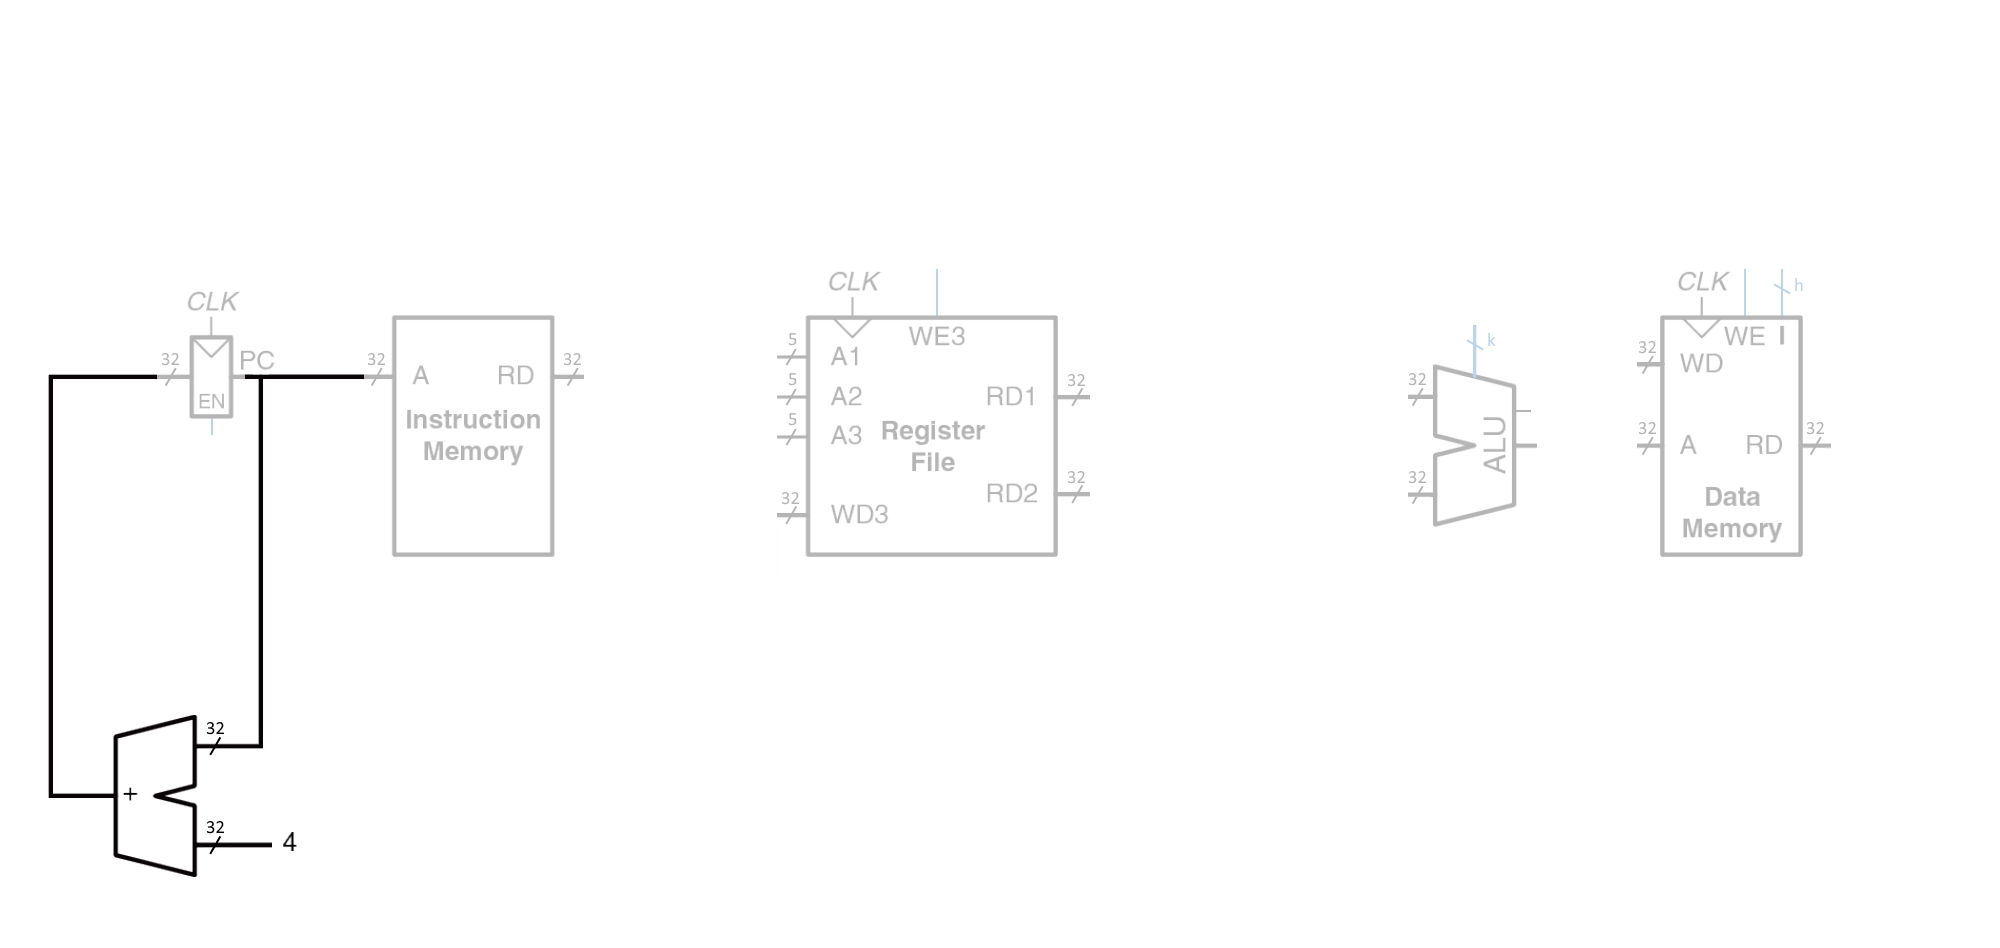 CLK
32
PC
EN
32
A RD
32
Instruction
Memory
CLK
WE3
5
A1
5
A2
5
A3
32
WD3
RD1
32
Register
File
RD2
32
k
32
32
ALU
CLK
h
WE I
32
WD
32
A RD
32
Data
Memory
32
+
32
4